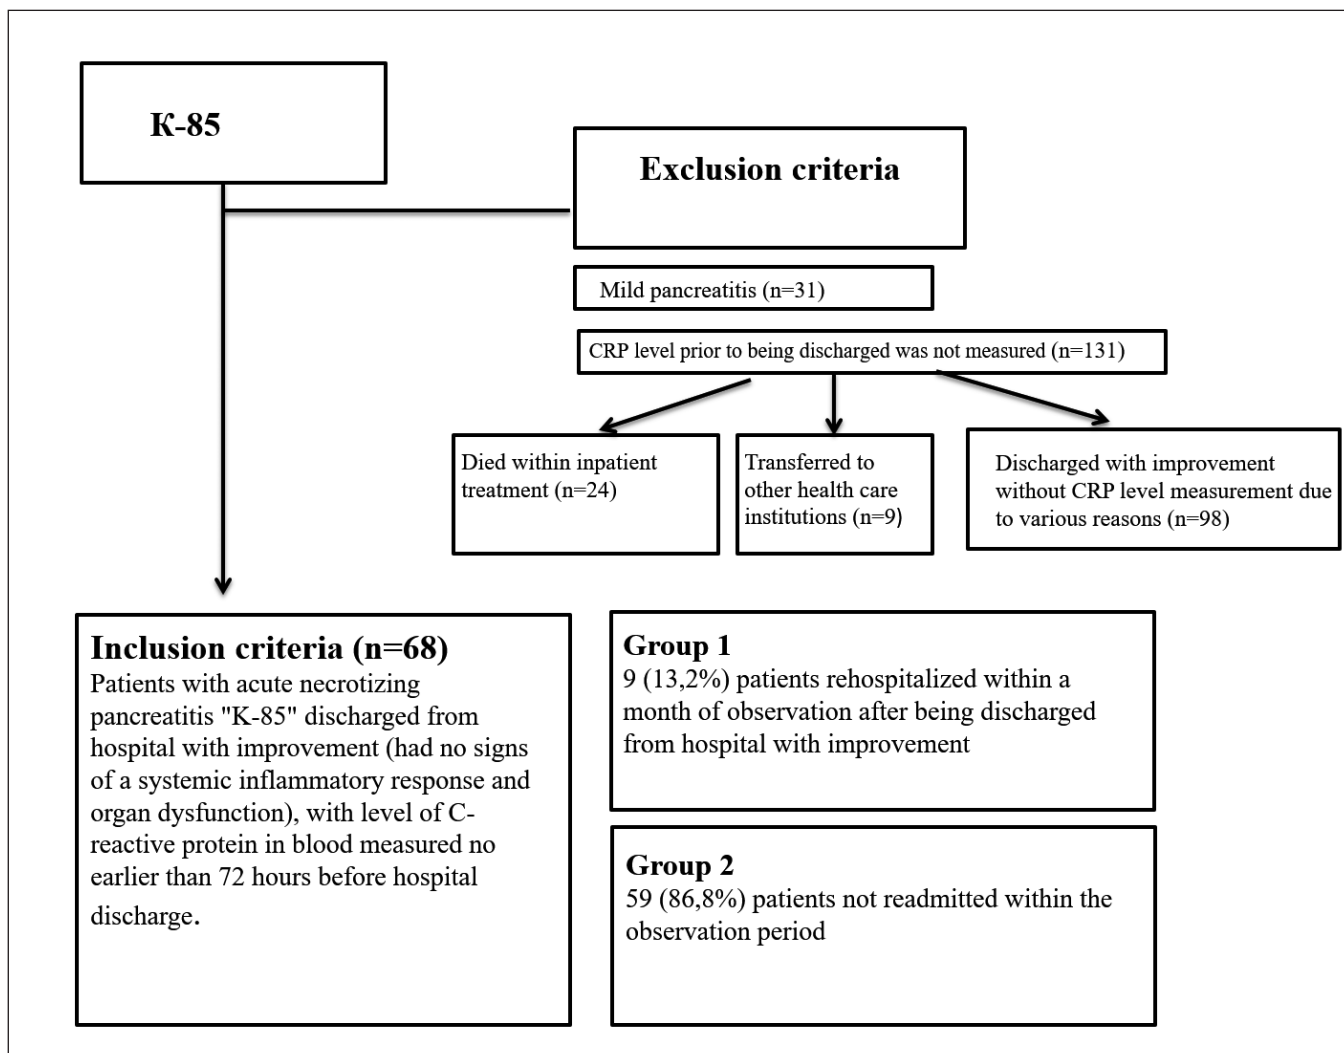 К-85
Exclusion criteria
Mild pancreatitis (n=31)
CRP level prior to being discharged was not measured (n=131)
Died within inpatient
treatment (n=24)
Transferred to
other health care
institutions (n=9)
Discharged with improvement
without CRP level measurement due
to various reasons (n=98)
Inclusion criteria (n=68)
Patients with acute necrotizing
pancreatitis "K-85" discharged from
hospital with improvement (had no signs
of a systemic inflammatory response and
organ dysfunction), with level of C-
reactive protein in blood measured no
earlier than 72 hours before hospital
discharge.
Group 1
9 (13,2%) patients rehospitalized within a
month of observation after being discharged
from hospital with improvement
Group 2
59 (86,8%) patients not readmitted within the
observation period